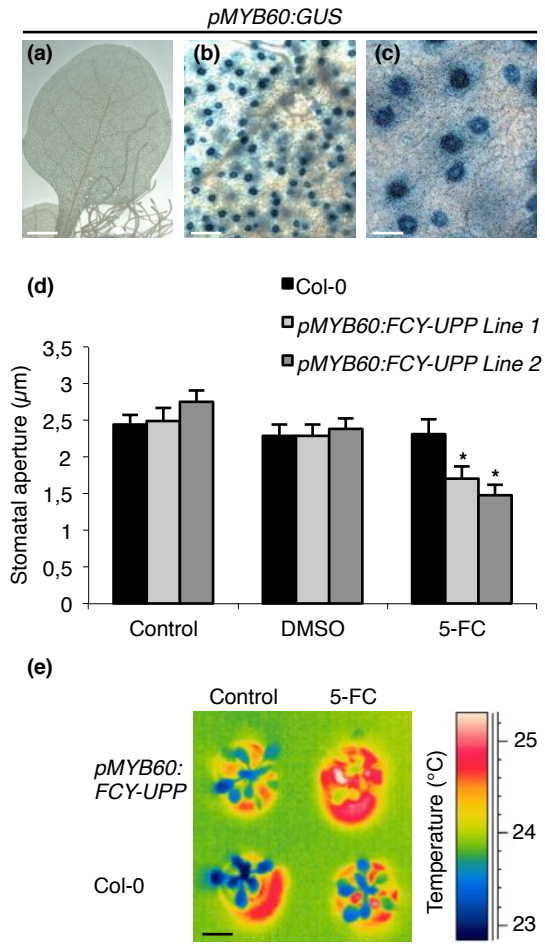 pMYB60:GUS
(a) (b) (c)
(d)
Col-0
pMYB60:FCY-UPP Line 1
pMYB60:FCY-UPP Line 2
Stomatal aperture (µm)
3,5
3
2,5
2
1,5
1
0,5
0
* *
Control DMSO 5-FC
(e)
Control 5-FC
pMYB60:
FCY-UPP
Col-0
Temperature (°C)
25
24
23